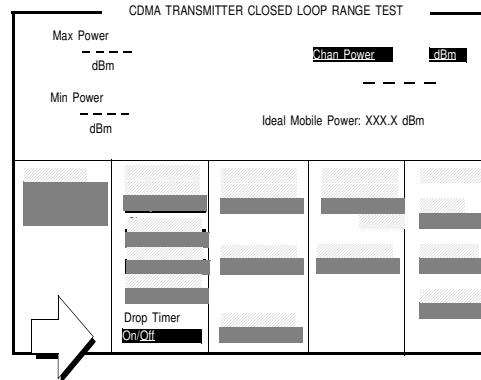 CDMA TRANSMITTER CLOSED LOOP RANGE TEST
Max Power
dBm
Chan Power dBm
Min Power
dBm
Ideal Mobile Power: XXX.X dBm
Drop Timer
On/Off